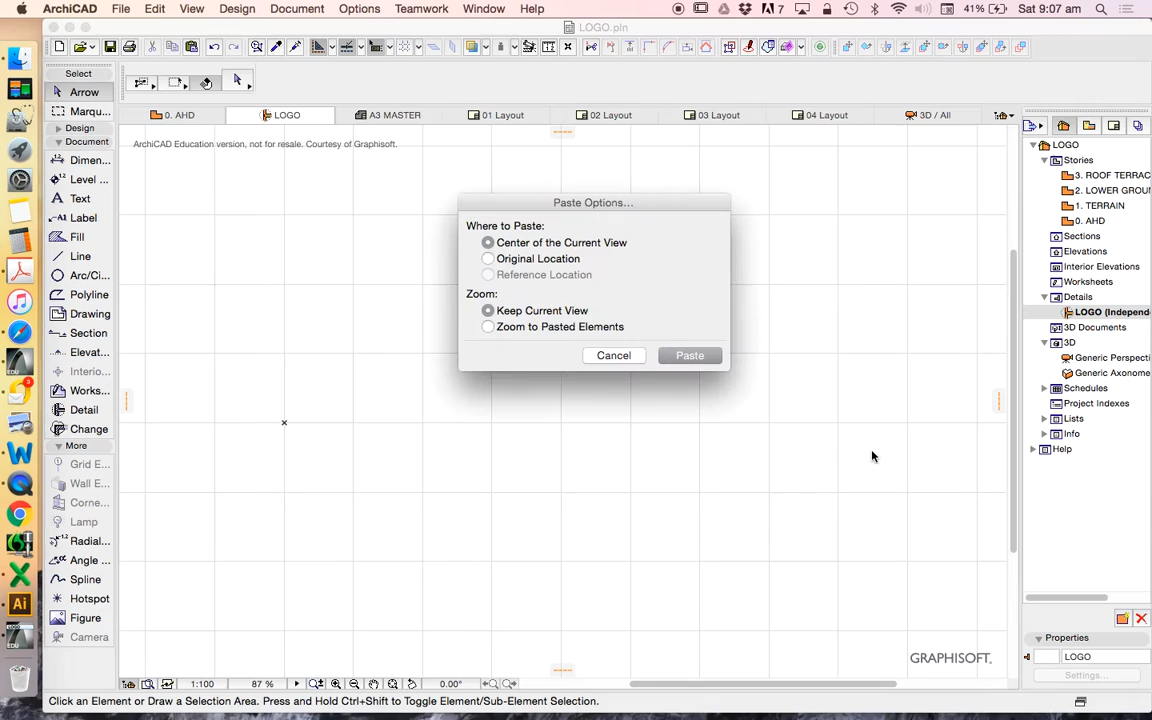 ArchiCAD File Edit View Design Document Options Teamwork Window Help
7 41% Sat 9:07 am
LOGO.pln
Select
Arrow
Marqu...
Design
Document
Dimen...
Level ...
Text
Label
Fill
Line
Arc/Ci...
Polyline
Drawing
Section
Elevat...
Interio...
Works...
Detail
Change
More
Grid E...
Wall E...
Corne...
Lamp
Radial...
Angle ...
Spline
Hotspot
Figure
Camera
0. AHD LOGO A3 MASTER 01 Layout 02 Layout 03 Layout 04 Layout 3D / All
ArchiCAD Education version, not for resale. Courtesy of Graphisoft.
Paste Options...
Where to Paste:
Center of the Current View
Original Location
Reference Location
Zoom:
Keep Current View
Zoom to Pasted Elements
Cancel Paste
GRAPHISOFT.
LOGO
Stories
3. ROOF TERRAC
2. LOWER GROU
1. TERRAIN
0. AHD
Sections
Elevations
Interior Elevations
Worksheets
Details
LOGO (Independ
3D Documents
3D
Generic Perspecti
Generic Axonome
Schedules
Project Indexes
Lists
Info
Help
Properties
LOGO
Settings...
1:100 87 % 0.00°
Click an Element or Draw a Selection Area. Press and Hold Ctrl+Shift to Toggle Element/Sub-Element Selection.